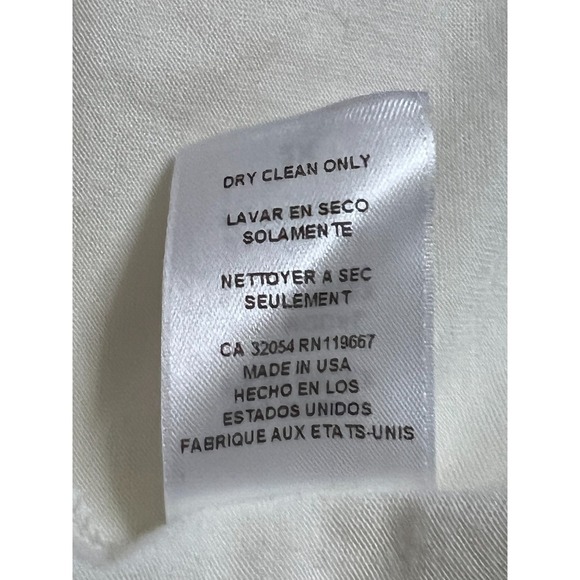 DRY CLEAN ONLY
LAVAR EN SECO
SOLAMENTE
NETTOYER A SEC
SEULEMENT
CA 32054 RN119667
MADE IN USA
HECHO EN LOS
ESTADOS UNIDOS
FABRIQUE AUX ETATS-UNIS